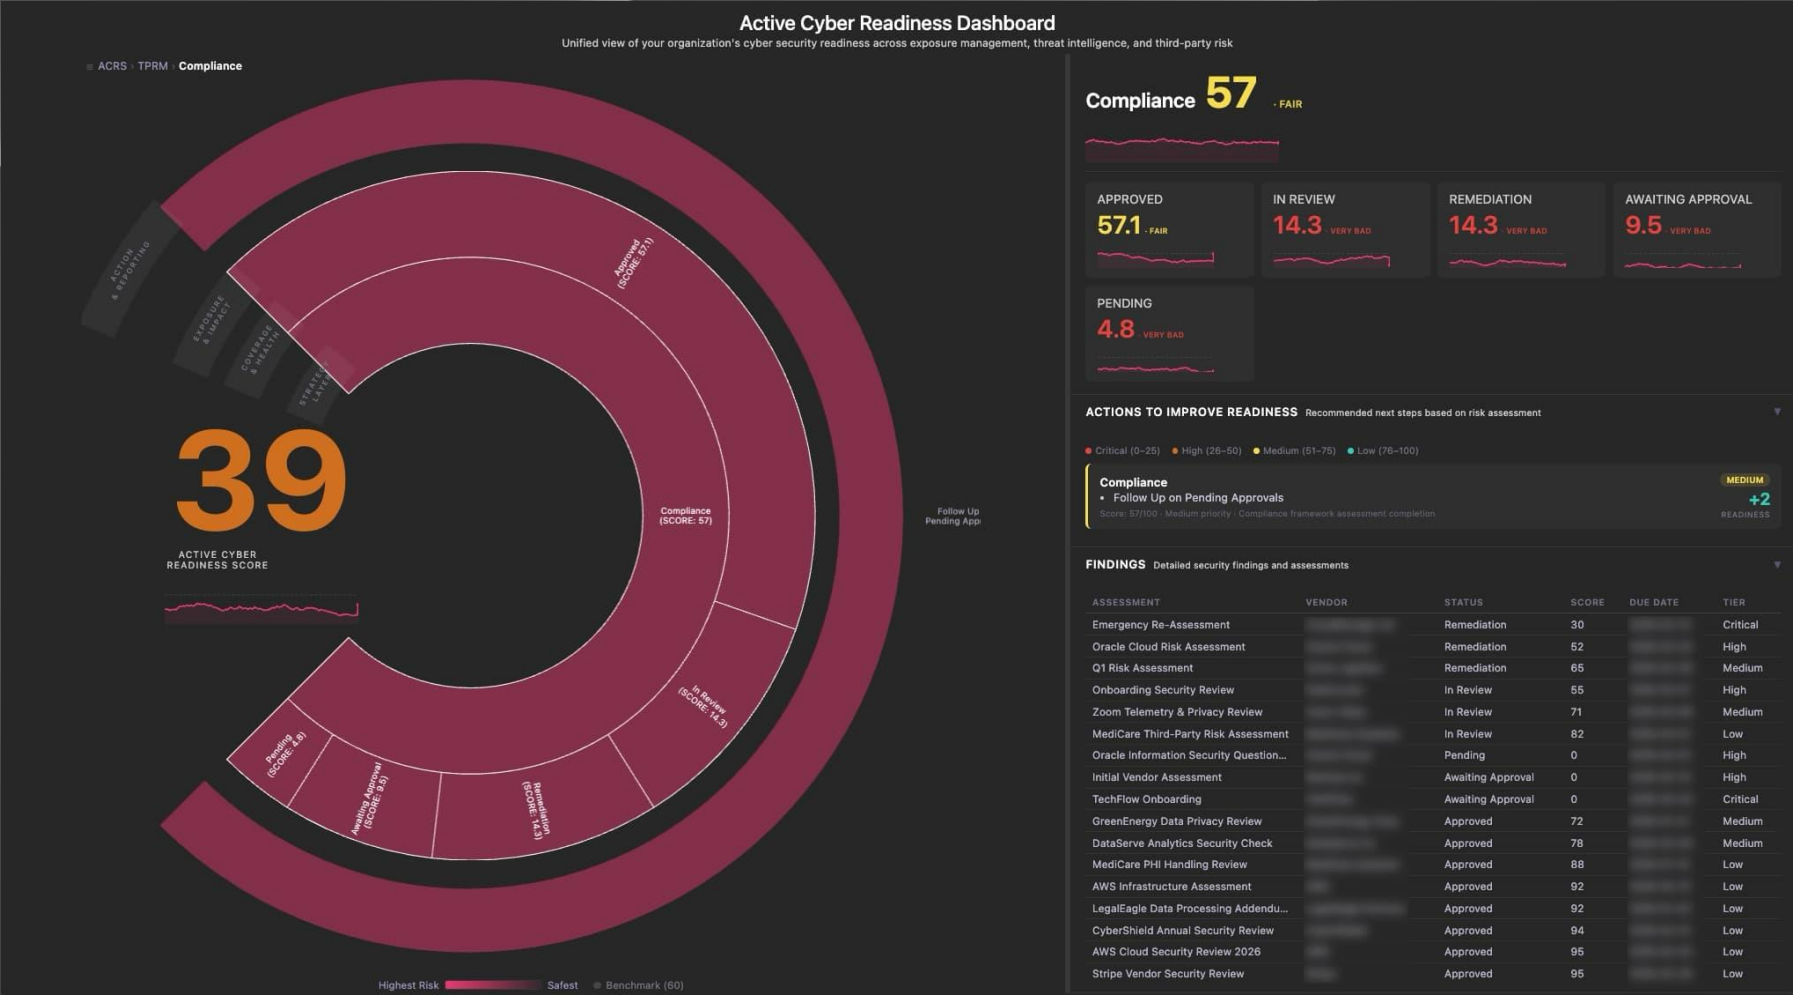 Active Cyber Readiness Dashboard
Unified view of your organization's cyber security readiness across exposure management, threat intelligence, and third-party risk
ACRS › TPRM › Compliance
ACTION
& REPORTING
EXPOSURE
& IMPACT
COVERAGE
& HEALTH
STRATEGY
LAYER
39
ACTIVE CYBER
READINESS SCORE
Approved
(SCORE: 57.1)
Compliance
(SCORE: 57)
In Review
(SCORE: 14.3)
Remediation
(SCORE: 14.3)
Awaiting Approval
(SCORE: 9.5)
Pending
(SCORE: 4.8)
Follow Up
Pending App
Highest Risk Safest Benchmark (60)
Compliance 57 · FAIR
APPROVED
57.1 · FAIR
IN REVIEW
14.3 · VERY BAD
REMEDIATION
14.3 · VERY BAD
AWAITING APPROVAL
9.5 · VERY BAD
PENDING
4.8 · VERY BAD
ACTIONS TO IMPROVE READINESS Recommended next steps based on risk assessment
Critical (0–25) High (26–50) Medium (51–75) Low (76–100)
Compliance MEDIUM
• Follow Up on Pending Approvals +2
Score: 57/100 · Medium priority · Compliance framework assessment completion READINESS
FINDINGS Detailed security findings and assessments
ASSESSMENT VENDOR STATUS SCORE DUE DATE TIER
Emergency Re-Assessment Remediation 30 Critical
Oracle Cloud Risk Assessment Remediation 52 High
Q1 Risk Assessment Remediation 65 Medium
Onboarding Security Review In Review 55 High
Zoom Telemetry & Privacy Review In Review 71 Medium
MediCare Third-Party Risk Assessment In Review 82 Low
Oracle Information Security Question... Pending 0 High
Initial Vendor Assessment Awaiting Approval 0 High
TechFlow Onboarding Awaiting Approval 0 Critical
GreenEnergy Data Privacy Review Approved 72 Medium
DataServe Analytics Security Check Approved 78 Medium
MediCare PHI Handling Review Approved 88 Low
AWS Infrastructure Assessment Approved 92 Low
LegalEagle Data Processing Addendu... Approved 92 Low
CyberShield Annual Security Review Approved 94 Low
AWS Cloud Security Review 2026 Approved 95 Low
Stripe Vendor Security Review Approved 95 Low